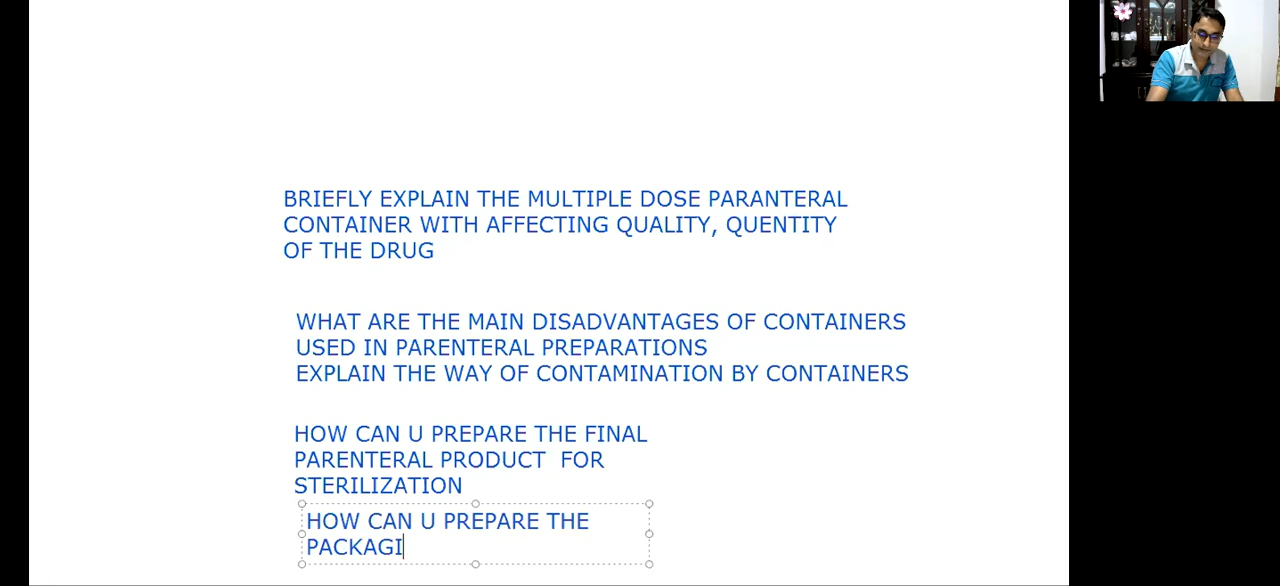 BRIEFLY EXPLAIN THE MULTIPLE DOSE PARANTERAL
CONTAINER WITH AFFECTING QUALITY, QUENTITY
OF THE DRUG
WHAT ARE THE MAIN DISADVANTAGES OF CONTAINERS
USED IN PARENTERAL PREPARATIONS
EXPLAIN THE WAY OF CONTAMINATION BY CONTAINERS
HOW CAN U PREPARE THE FINAL
PARENTERAL PRODUCT  FOR
STERILIZATION
HOW CAN U PREPARE THE
PACKAGI